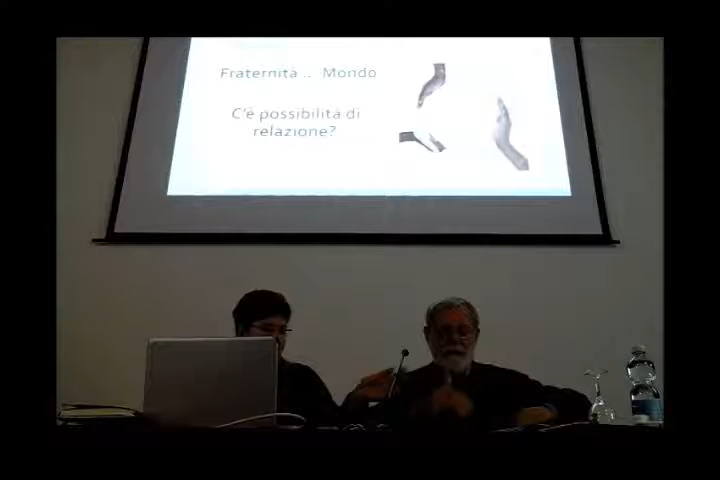 Fraternità .. Mondo
C'è possibilità di
relazione?